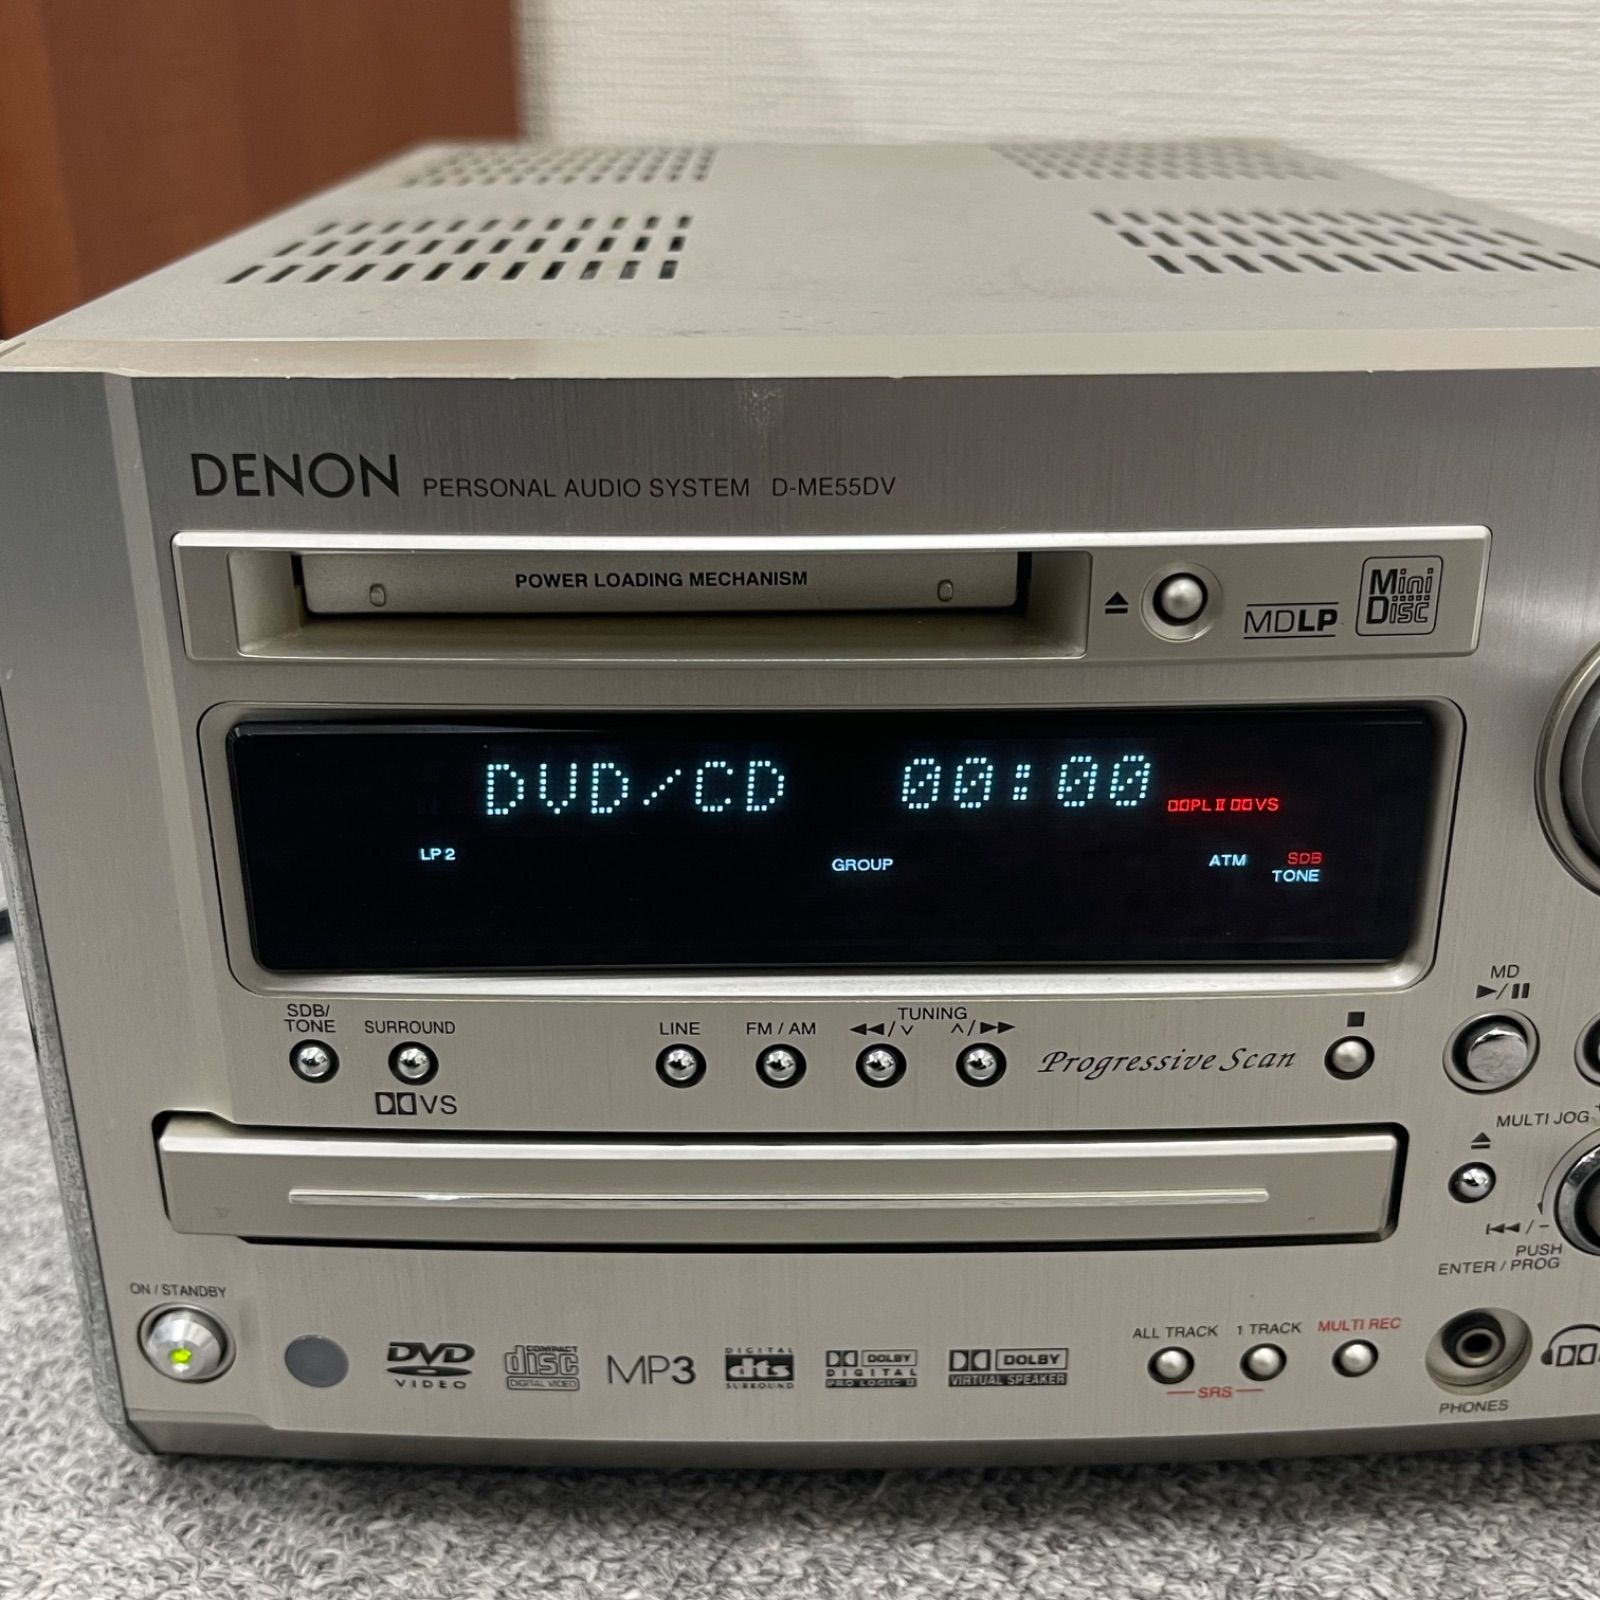 DENON PERSONAL AUDIO SYSTEM D-ME55DV
POWER LOADING MECHANISM
MDLP
Mini
Disc
DVD/CD 00:00
PL II VS
LP 2
GROUP
ATM
SDB
TONE
MD
SDB/
TONE
SURROUND
VS
LINE
FM / AM
TUNING
Progressive Scan
MULTI JOG
PUSH
ENTER / PROG
ON / STANDBY
DVD
VIDEO
COMPACT
disc
DIGITAL VIDEO
MP3
DIGITAL
dts
SURROUND
DOLBY
DIGITAL
PRO LOGIC II
DOLBY
VIRTUAL SPEAKER
ALL TRACK
1 TRACK
MULTI REC
SRS
PHONES